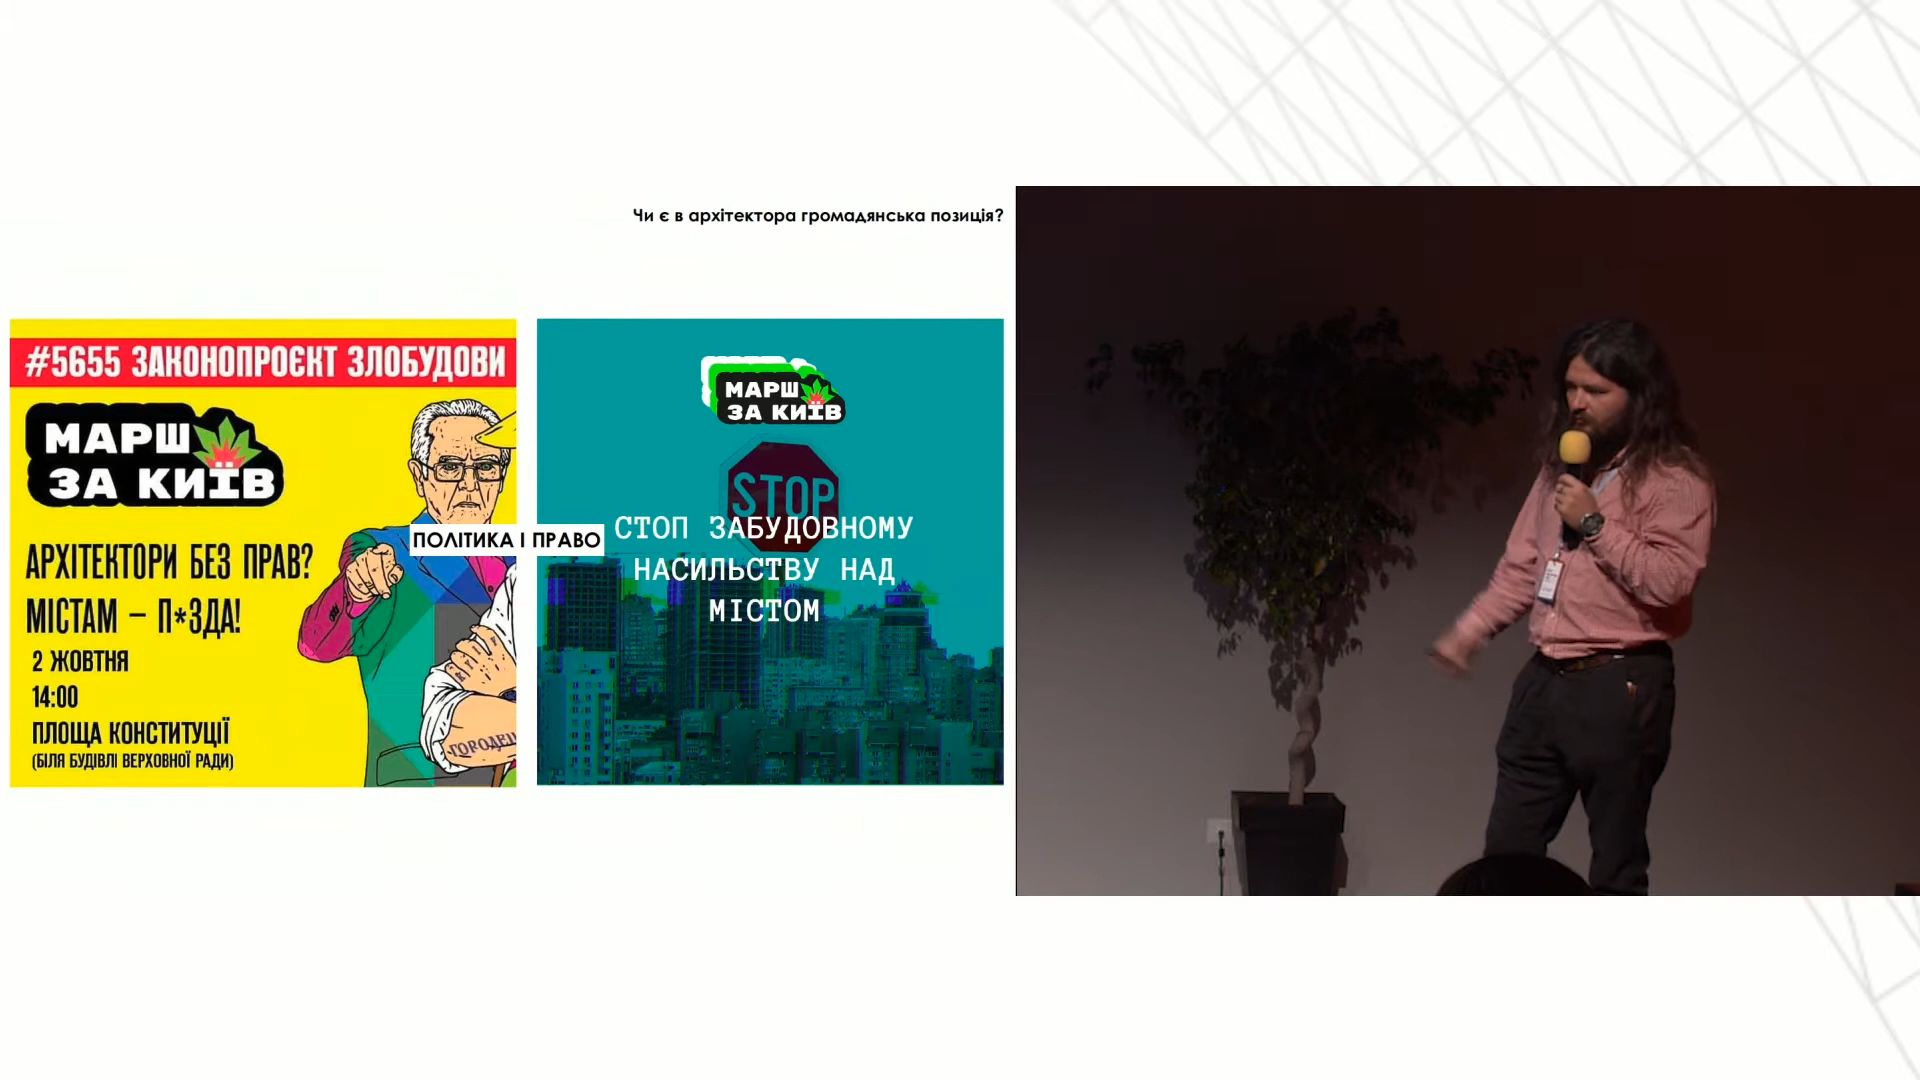 Чи є в архітектора громадянська позиція?
#5655 ЗАКОНОПРОЄКТ ЗЛОБУДОВИ
МАРШ
ЗА КИЇВ
АРХІТЕКТОРИ БЕЗ ПРАВ?
МІСТАМ – П*ЗДА!
2 ЖОВТНЯ
14:00
ПЛОЩА КОНСТИТУЦІЇ
(БІЛЯ БУДІВЛІ ВЕРХОВНОЇ РАДИ)
ПОЛІТИКА І ПРАВО
МАРШ
ЗА КИЇВ
STOP
СТОП ЗАБУДОВНОМУ
НАСИЛЬСТВУ НАД
МІСТОМ